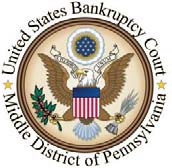 United States Bankruptcy Court
Middle District of Pennsylvania